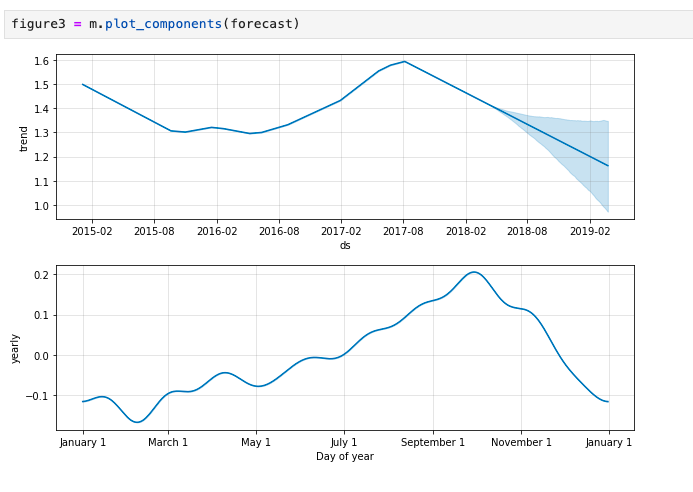 figure3 = m.plot_components(forecast)
1.6
1.5
1.4
1.3
1.2
1.1
1.0
trend
2015-02 2015-08 2016-02 2016-08 2017-02 2017-08 2018-02 2018-08 2019-02
ds
0.2
0.1
0.0
−0.1
yearly
January 1 March 1 May 1 July 1 September 1 November 1 January 1
Day of year